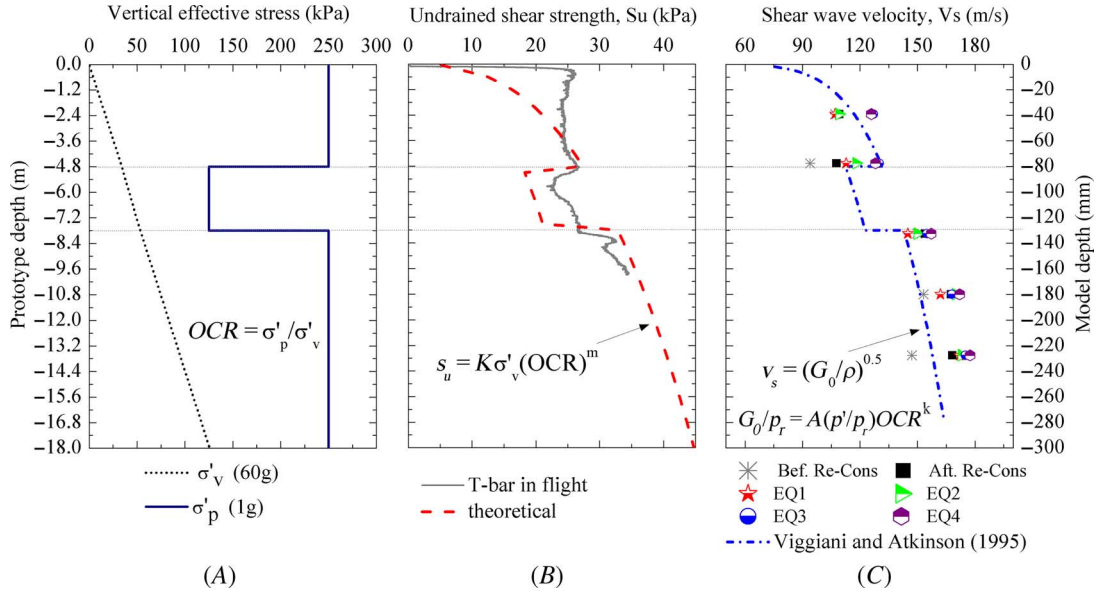 Vertical effective stress (kPa)
0 50 100 150 200 250 300
Prototype depth (m)
0.0
−1.2
−2.4
−3.6
−4.8
−6.0
−7.2
−8.4
−9.6
−10.8
−12.0
−13.2
−14.4
−15.6
−16.8
−18.0
OCR = σ'p/σ'v
σ'v (60g)
σ'p (1g)
(A)
Undrained shear strength, Su (kPa)
0 10 20 30 40
su = Kσ'v(OCR)^m
T-bar in flight
theoretical
(B)
Shear wave velocity, Vs (m/s)
60 90 120 150 180
0
−20
−40
−60
−80
−100
−120
−140
−160
−180
−200
−220
−240
−260
−280
−300
Model depth (mm)
vs = (G0/ρ)^0.5
G0/pr = A(p'/pr)OCR^k
Bef. Re-Cons Aft. Re-Cons
EQ1 EQ2
EQ3 EQ4
Viggiani and Atkinson (1995)
(C)